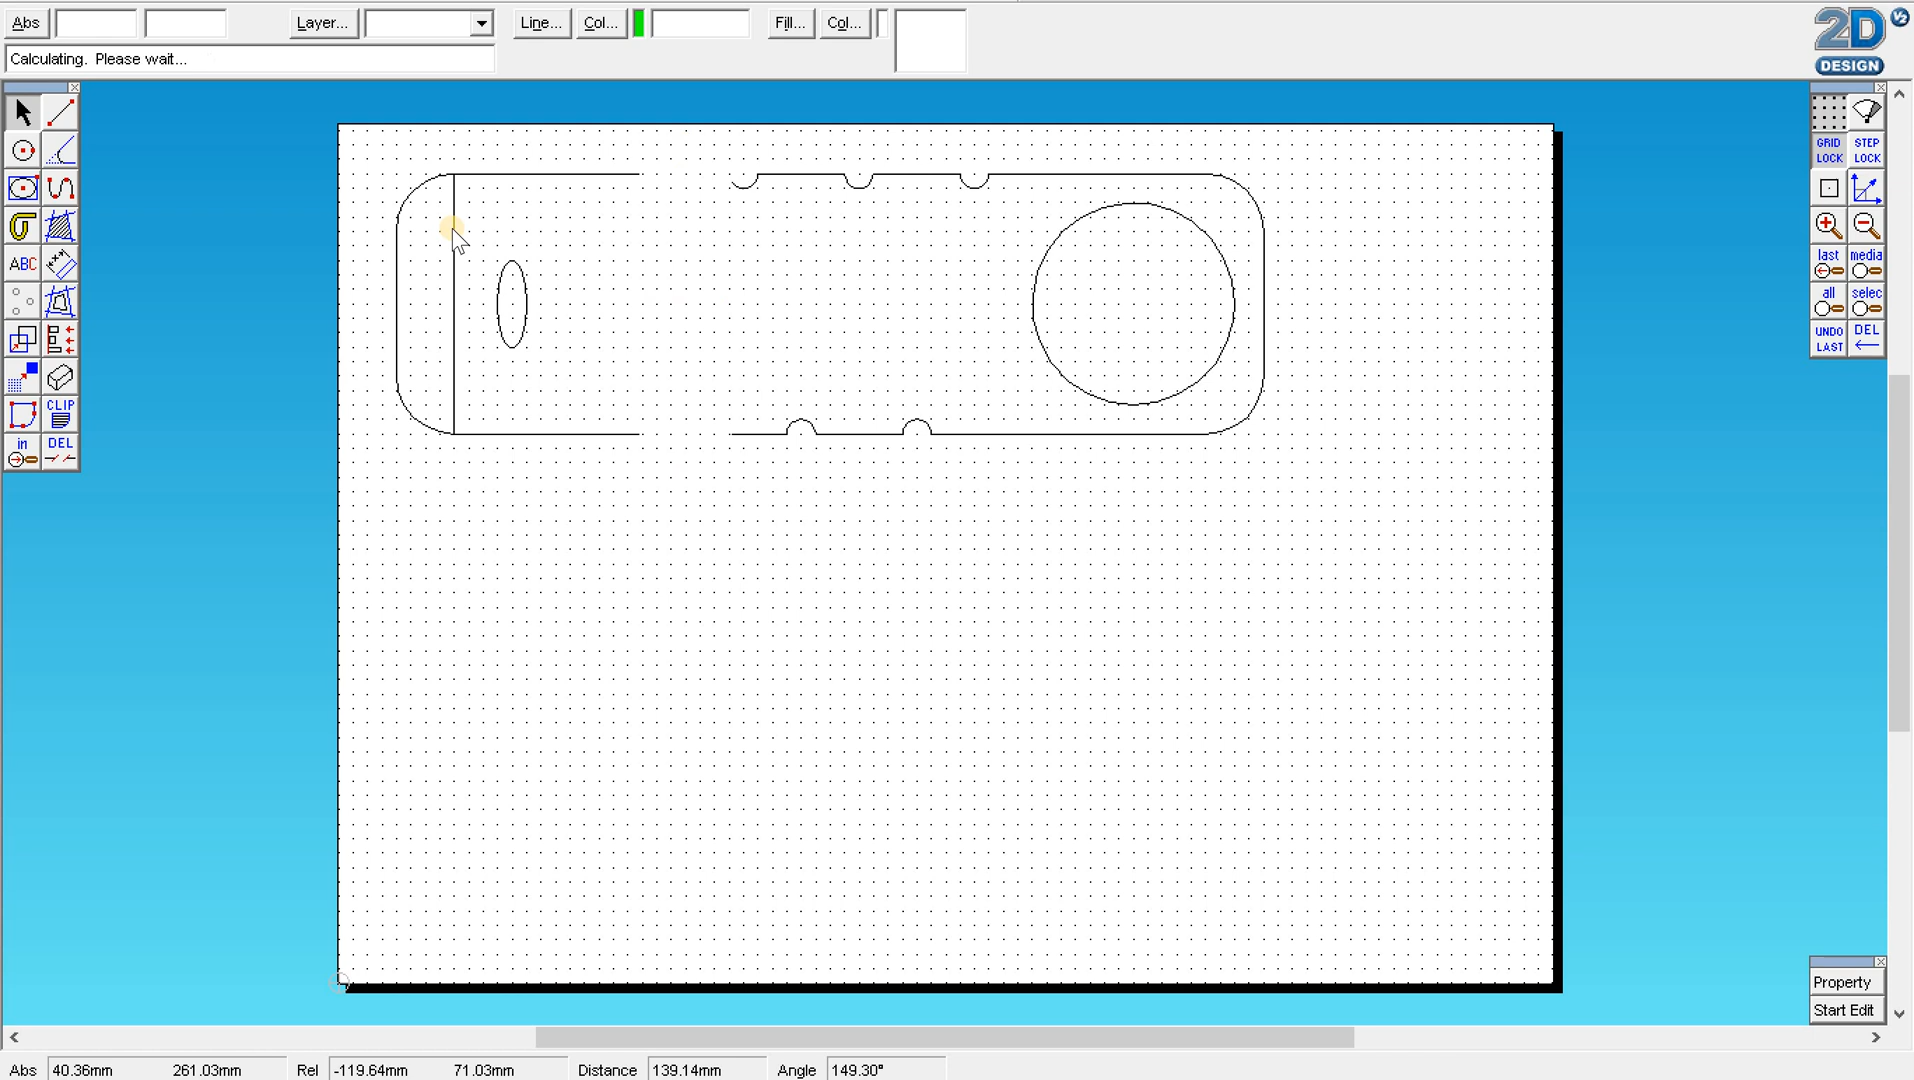 Abs
Layer...
Line...
Col...
Fill...
Col...
2D
V2
DESIGN
Calculating. Please wait...
ABC
CLIP
in
DEL
GRID
LOCK
STEP
LOCK
last
media
all
selec
UNDO
LAST
DEL
Property
Start Edit
Abs 40.36mm 261.03mm Rel -119.64mm 71.03mm Distance 139.14mm Angle 149.30°